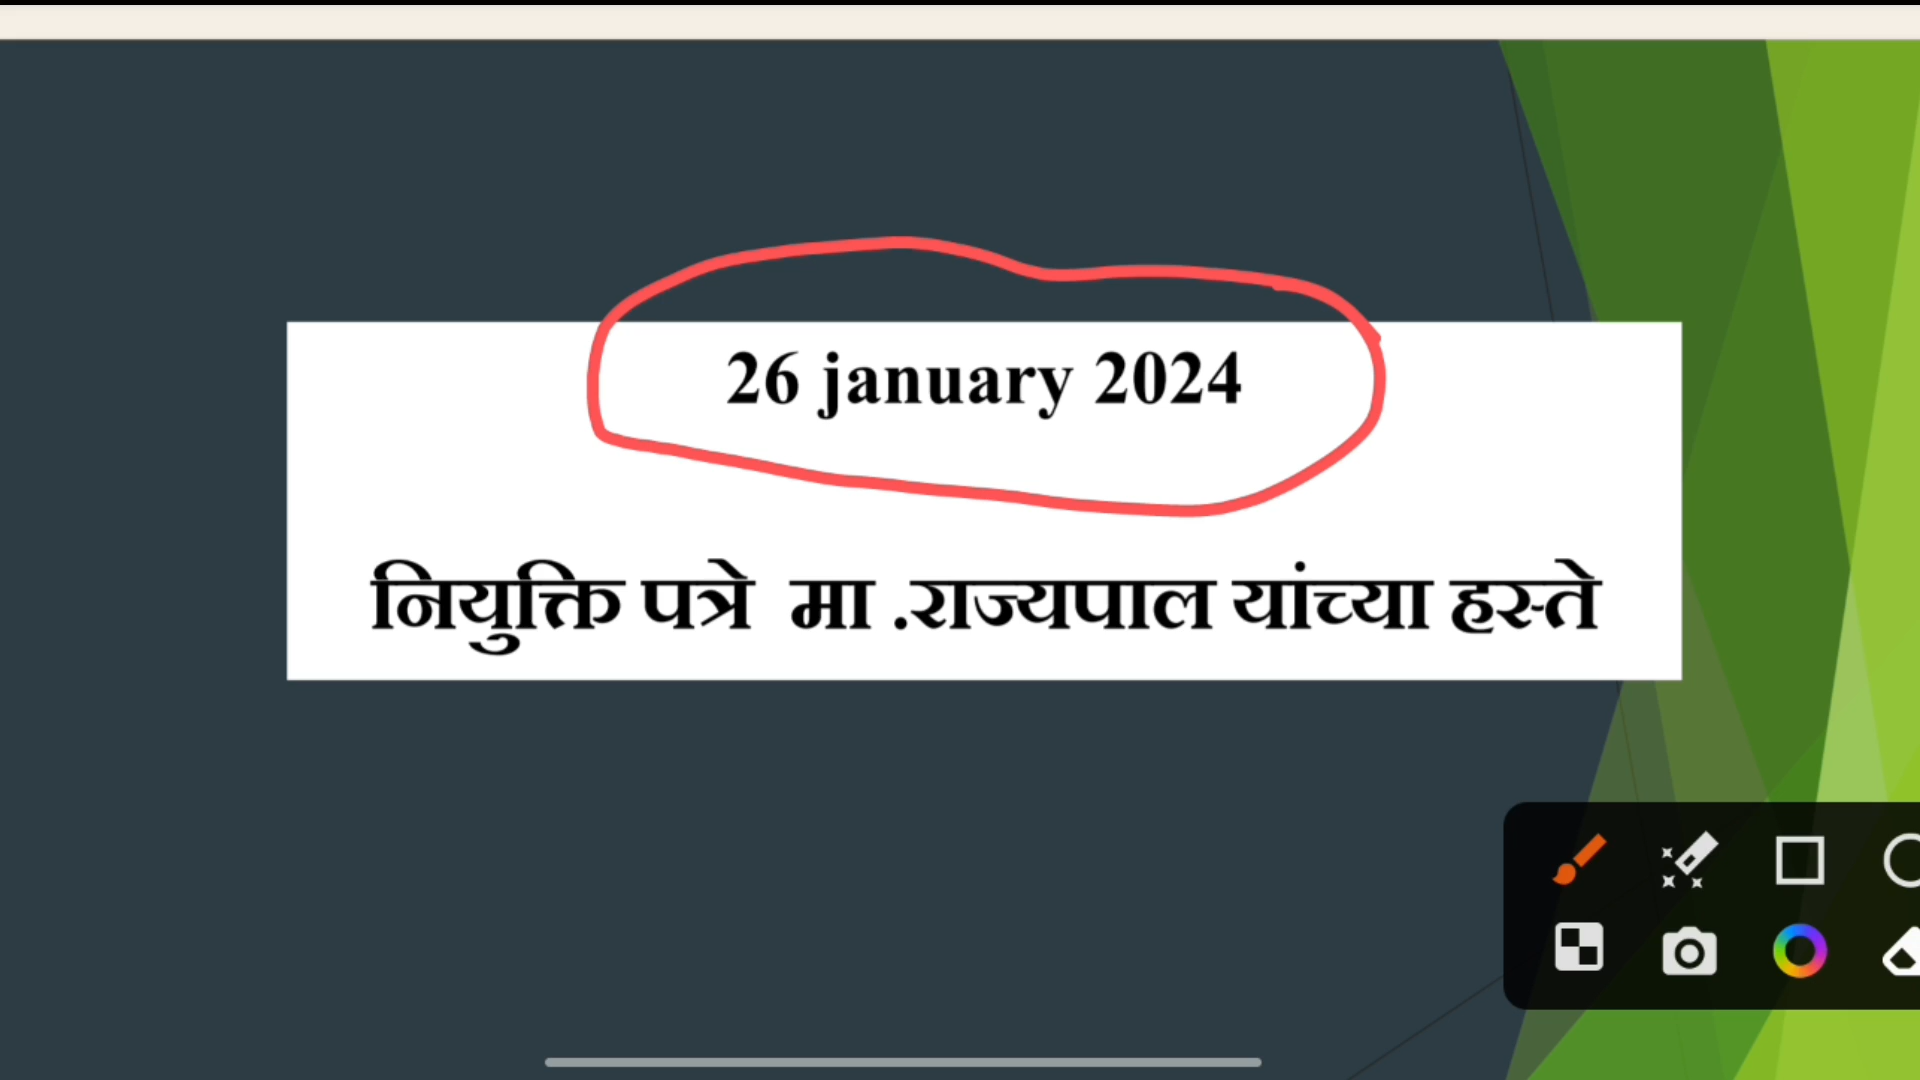 26 january 2024
नियुक्ति पत्रे मा .राज्यपाल यांच्या हस्ते